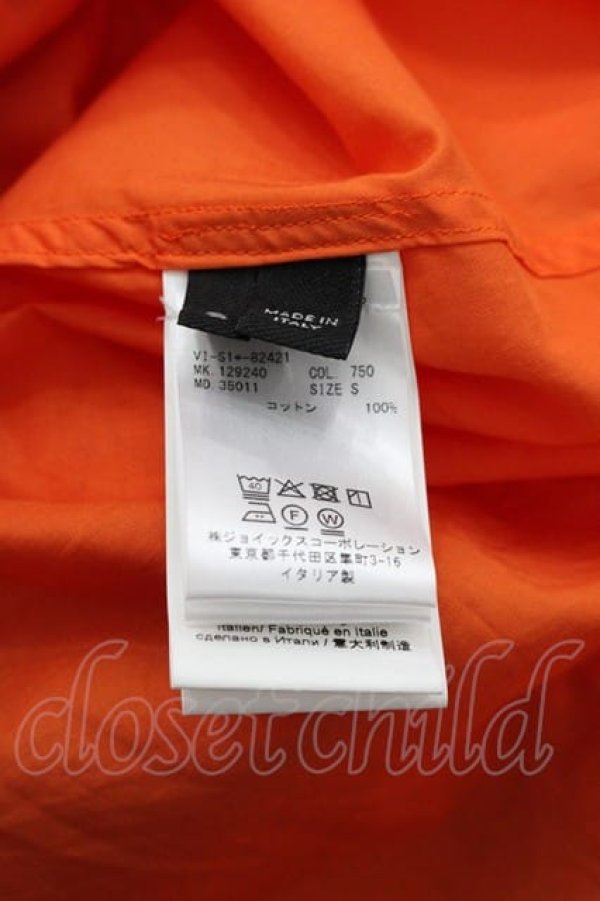 MADE IN
ITALY
VI-S1*-82421
MK. 129240 COL. 750
MD. 35011 SIZE S
コットン 100%
40
F W
株ジョイックスコーポレーション
東京都千代田区隼町3-16
イタリア製
Italien/ Fabriqué en Italie
сделано в Итали / 意大利制造
closet child